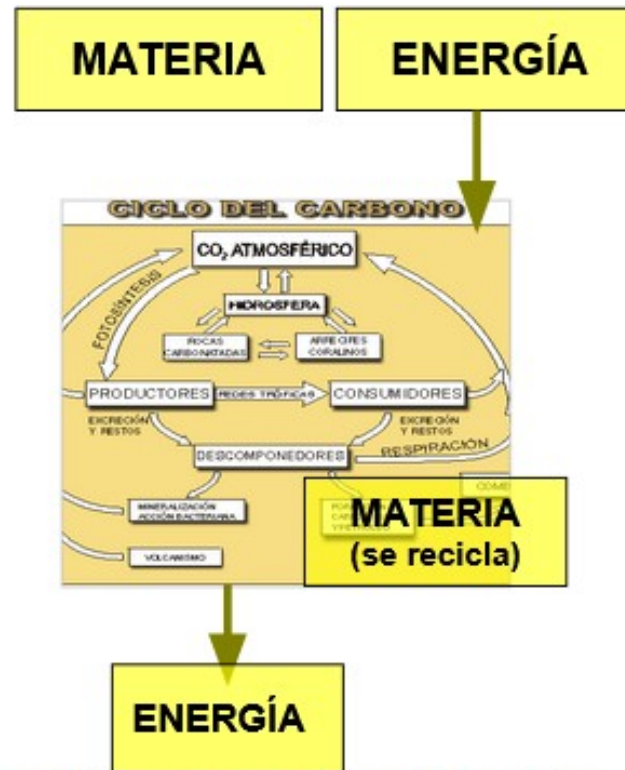 MATERIA
ENERGÍA
CICLO DEL CARBONO
CO₂ ATMOSFÉRICO
FOTOSÍNTESIS
HIDROSFERA
ROCAS
CARBONATADAS
ARRECIFES
CORALINOS
PRODUCTORES
REDES TRÓFICAS
CONSUMIDORES
EXCRECIÓN
Y RESTOS
EXCRECIÓN
Y RESTOS
RESPIRACIÓN
DESCOMPONEDORES
MINERALIZACIÓN
ACCIÓN BACTERIANA
VOLCANISMO
MATERIA
(se recicla)
ENERGÍA